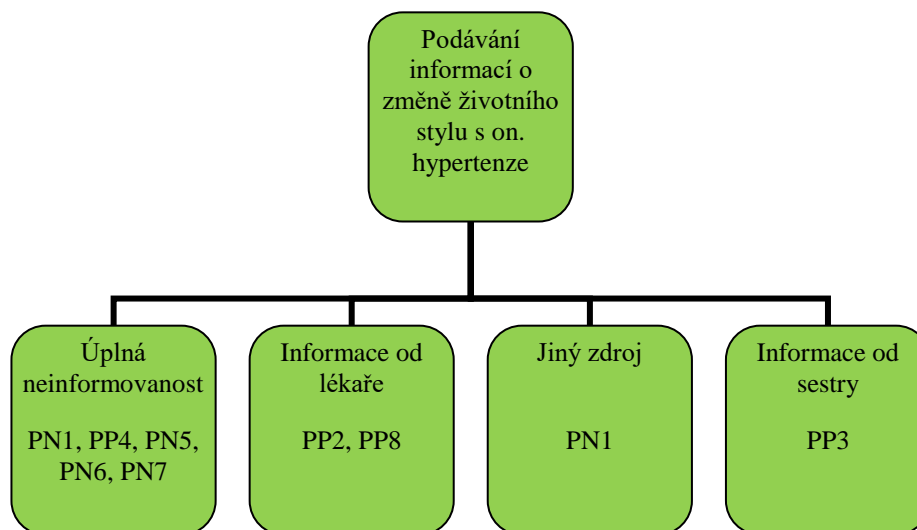 Podávání
informací o
změně životního
stylu s on.
hypertenze
Úplná
neinformovanost
PN1, PP4, PN5,
PN6, PN7
Informace od
lékaře
PP2, PP8
Jiný zdroj
PN1
Informace od
sestry
PP3